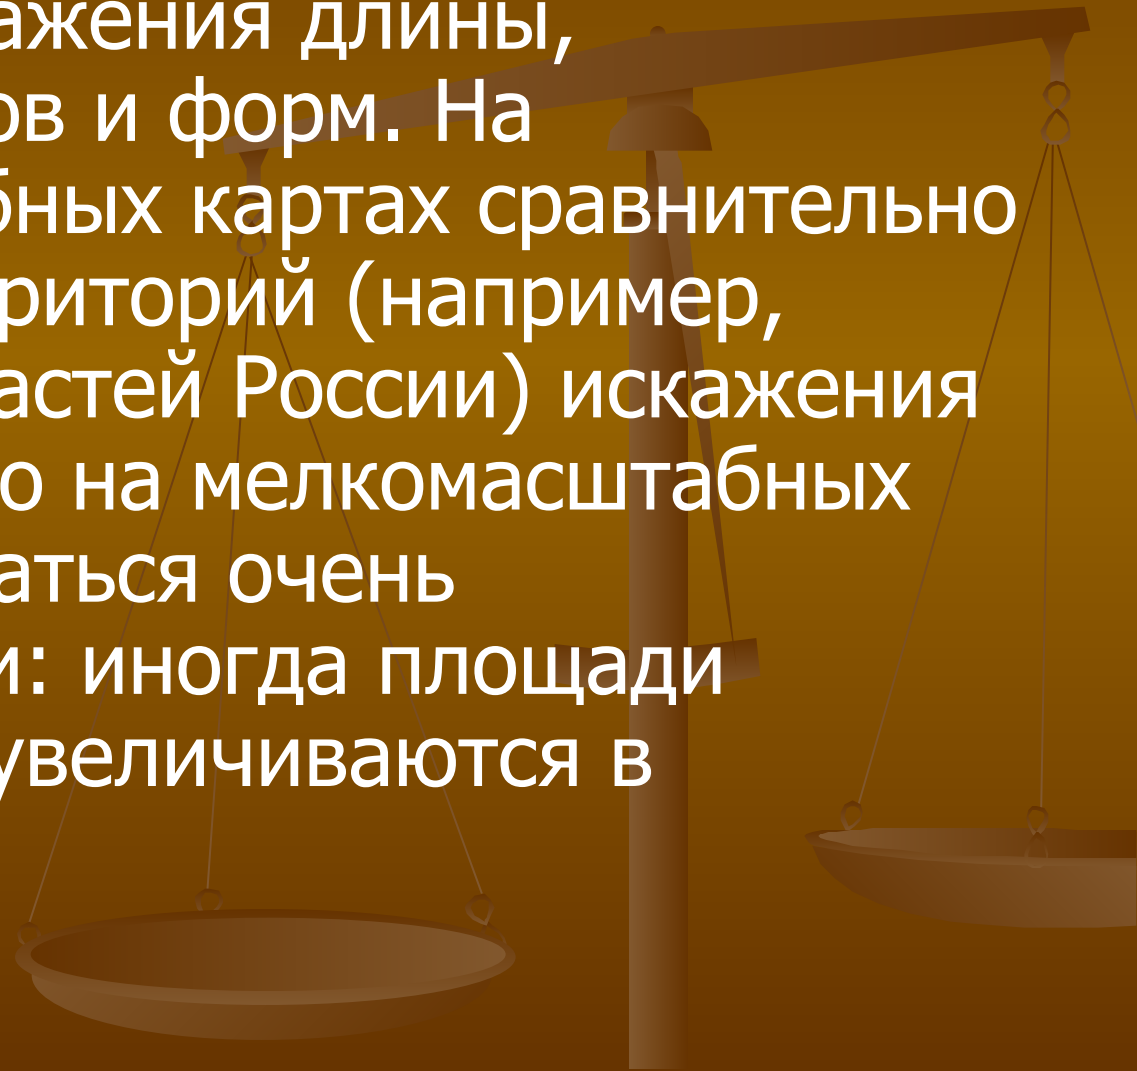 ажения длины,
ов и форм. На
бных картах сравнительно
риторий (например,
астей России) искажения
о на мелкомасштабных
аться очень
и: иногда площади
увеличиваются в